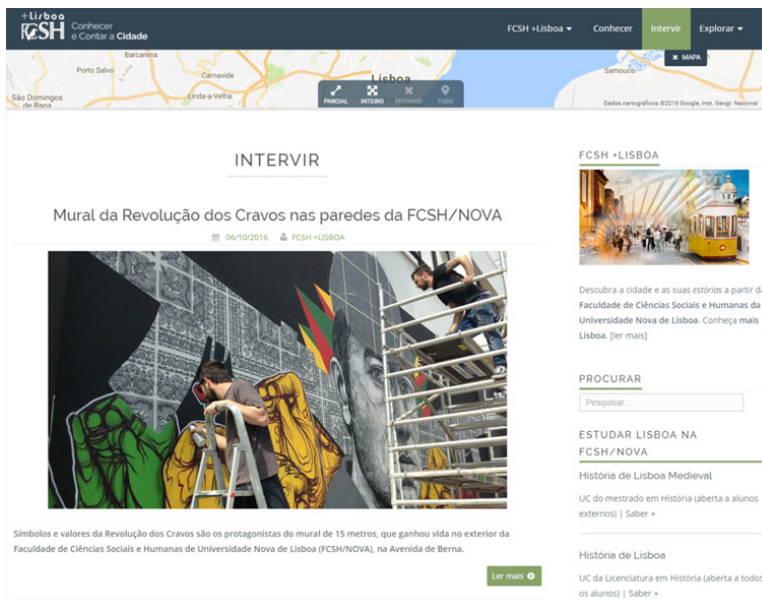 +Lisboa
FCSH
Conhecer
e Contar a Cidade
FCSH +Lisboa
Conhecer
Intervir
Explorar
Barcarena
Porto Salvo
Carnaxide
Lisboa
Linda-a-Velha
São Domingos
de Rana
Samouco
MAPA
PARCIAL
INTEIRO
FECHADO
TUDO
Dados cartográficos ©2016 Google, Inst. Geogr. Nacional
INTERVIR
Mural da Revolução dos Cravos nas paredes da FCSH/NOVA
06/10/2016 FCSH +LISBOA
Símbolos e valores da Revolução dos Cravos são os protagonistas do mural de 15 metros, que ganhou vida no exterior da
Faculdade de Ciências Sociais e Humanas de Universidade Nova de Lisboa (FCSH/NOVA), na Avenida de Berna.
Ler mais
FCSH +LISBOA
Descubra a cidade e as suas estórias a partir da
Faculdade de Ciências Sociais e Humanas da
Universidade Nova de Lisboa. Conheça mais
Lisboa. [ler mais]
PROCURAR
Pesquisar ...
ESTUDAR LISBOA NA
FCSH/NOVA
História de Lisboa Medieval
UC do mestrado em História (aberta a alunos
externos) | Saber +
História de Lisboa
UC da Licenciatura em História (aberta a todos
os alunos) | Saber +